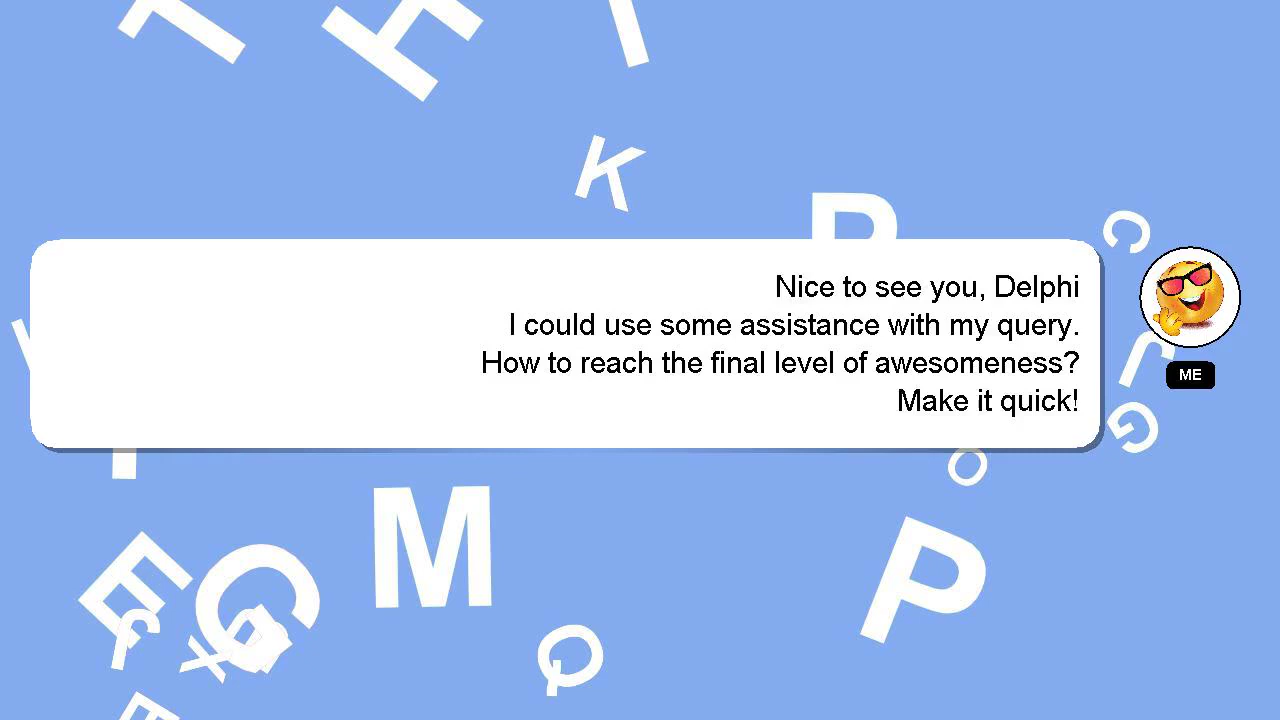 Nice to see you, Delphi
I could use some assistance with my query.
How to reach the final level of awesomeness?
Make it quick!
ME
T
H
I
K
P
C
J
G
O
M
P
E
G
J
X
Q
E